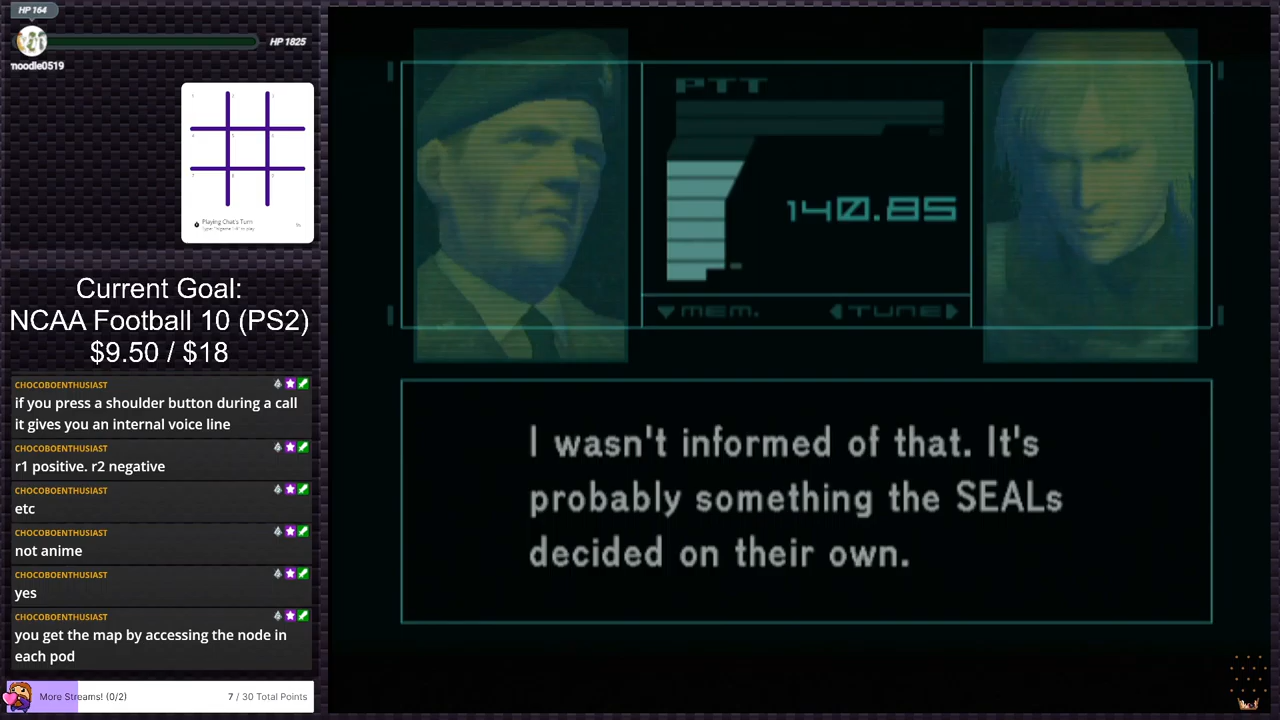 HP 164
HP 1825
noodle0519
Playing Chat's Turn
Current Goal:
NCAA Football 10 (PS2)
$9.50 / $18
CHOCOBOENTHUSIAST
if you press a shoulder button during a call
it gives you an internal voice line
CHOCOBOENTHUSIAST
r1 positive. r2 negative
CHOCOBOENTHUSIAST
etc
CHOCOBOENTHUSIAST
not anime
CHOCOBOENTHUSIAST
yes
CHOCOBOENTHUSIAST
you get the map by accessing the node in
each pod
More Streams! (0/2)
7 / 30 Total Points
PTT
140.85
MEM.
TUNE
I wasn't informed of that. It's
probably something the SEALs
decided on their own.